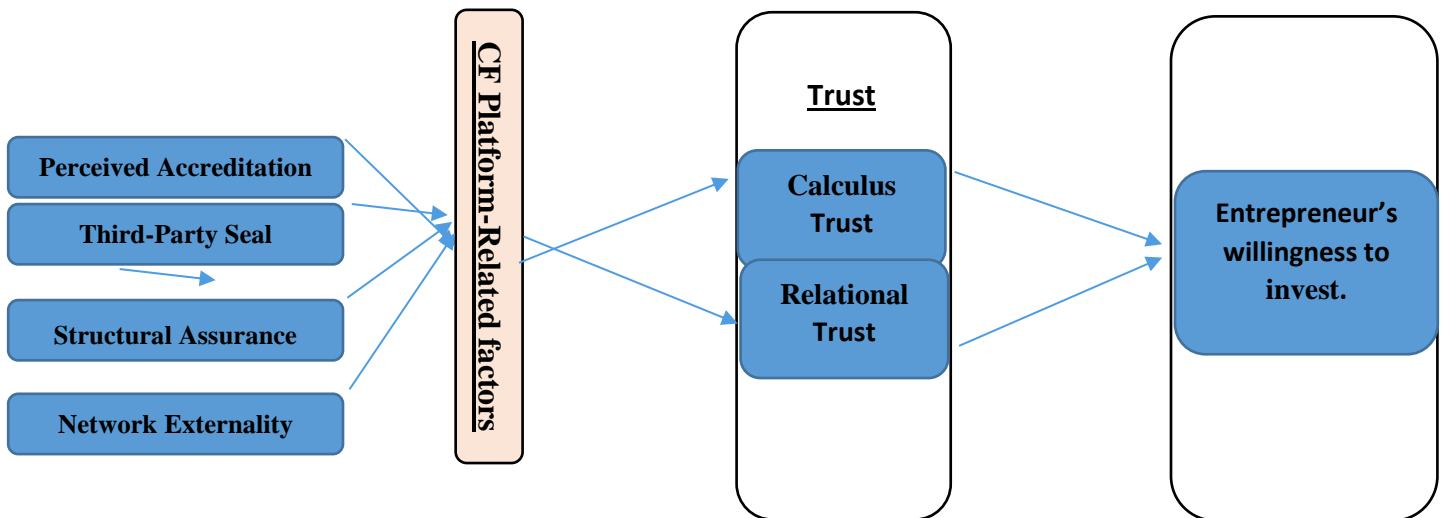 Perceived Accreditation
Third-Party Seal
Structural Assurance
Network Externality
CF Platform-Related factors
Trust
Calculus
Trust
Relational
Trust
Entrepreneur’s
willingness to
invest.